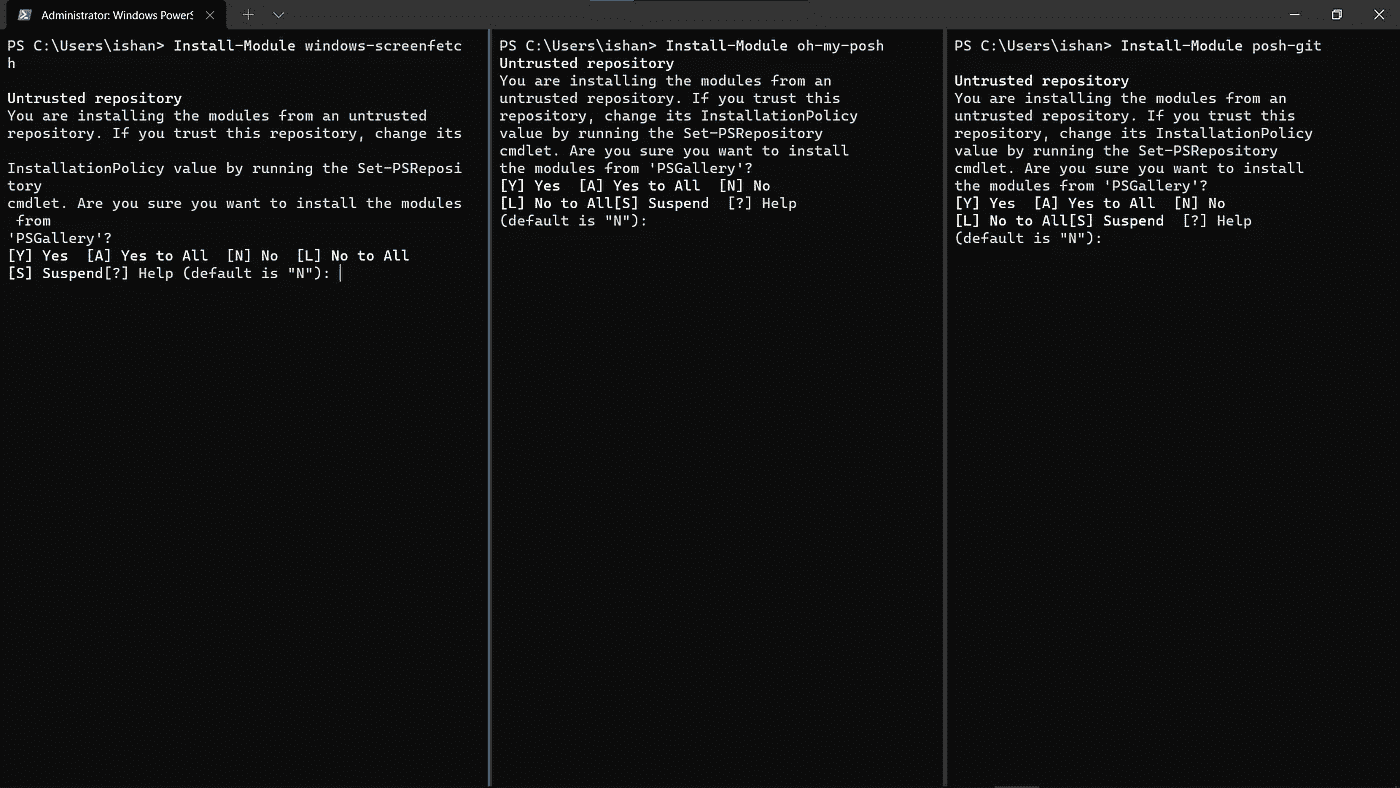 Administrator: Windows PowerS
PS C:\Users\ishan> Install-Module windows-screenfetc
h
Untrusted repository
You are installing the modules from an untrusted
repository. If you trust this repository, change its
InstallationPolicy value by running the Set-PSReposi
tory
cmdlet. Are you sure you want to install the modules
 from
'PSGallery'?
[Y] Yes  [A] Yes to All  [N] No  [L] No to All
[S] Suspend[?] Help (default is "N"):
PS C:\Users\ishan> Install-Module oh-my-posh
Untrusted repository
You are installing the modules from an
untrusted repository. If you trust this
repository, change its InstallationPolicy
value by running the Set-PSRepository
cmdlet. Are you sure you want to install
the modules from 'PSGallery'?
[Y] Yes  [A] Yes to All  [N] No
[L] No to All[S] Suspend  [?] Help
(default is "N"):
PS C:\Users\ishan> Install-Module posh-git
Untrusted repository
You are installing the modules from an
untrusted repository. If you trust this
repository, change its InstallationPolicy
value by running the Set-PSRepository
cmdlet. Are you sure you want to install
the modules from 'PSGallery'?
[Y] Yes  [A] Yes to All  [N] No
[L] No to All[S] Suspend  [?] Help
(default is "N"):